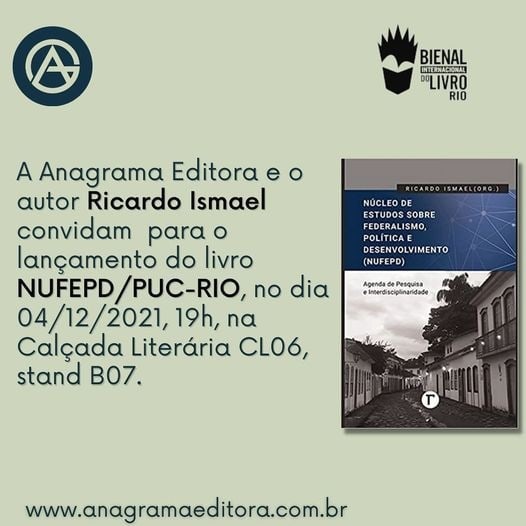 BIENAL
INTERNACIONAL
DO LIVRO
RIO
A Anagrama Editora e o
autor Ricardo Ismael
convidam para o
lançamento do livro
NUFEPD/PUC-RIO, no dia
04/12/2021, 19h, na
Calçada Literária CL06,
stand B07.
RICARDO ISMAEL(ORG.)
NÚCLEO DE
ESTUDOS SOBRE
FEDERALISMO,
POLÍTICA E
DESENVOLVIMENTO
(NUFEPD)
Agenda de Pesquisa
e Interdisciplinaridade
www.anagramaeditora.com.br